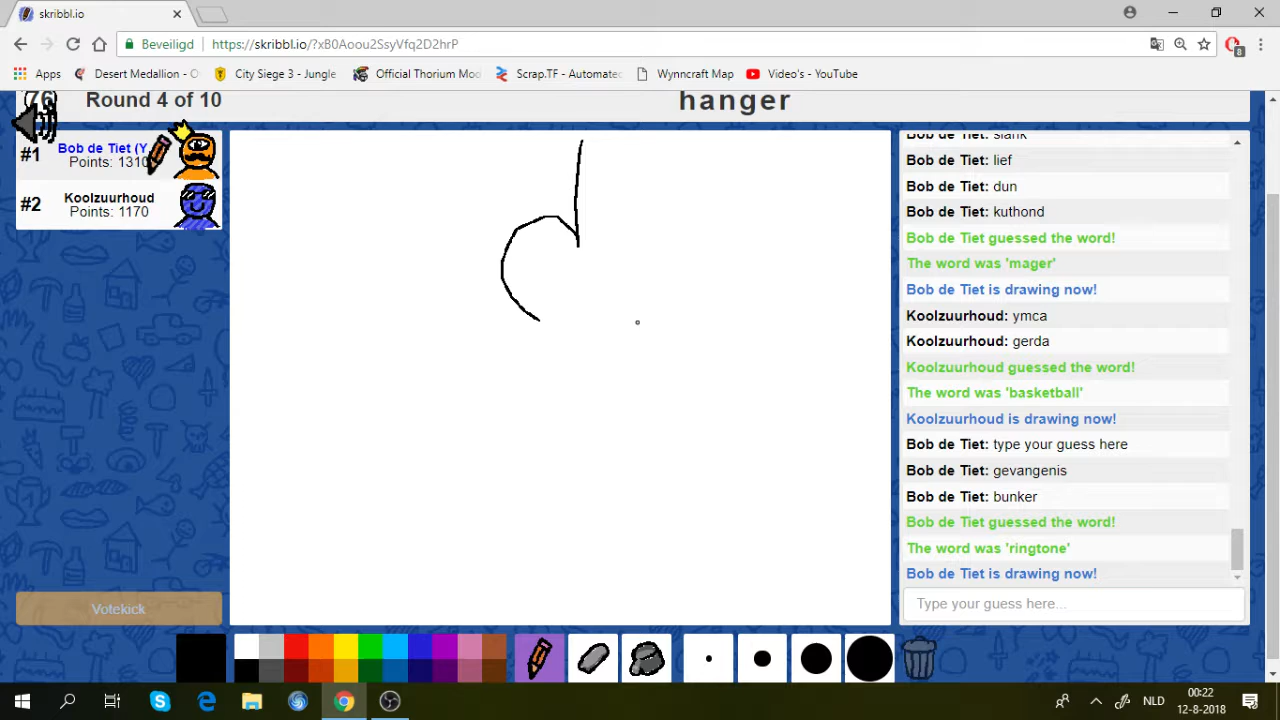 skribbl.io
Beveiligd https://skribbl.io/?xB0Aoou2SsyVfq2D2hrP
8
Apps Desert Medallion - O City Siege 3 - Jungle Official Thorium Mod Scrap.TF - Automated Wynncraft Map Video's - YouTube
76 Round 4 of 10 hanger
#1 Bob de Tiet (Y
Points: 1310
#2 Koolzuurhoud
Points: 1170
Bob de Tiet: slank
Bob de Tiet: lief
Bob de Tiet: dun
Bob de Tiet: kuthond
Bob de Tiet guessed the word!
The word was 'mager'
Bob de Tiet is drawing now!
Koolzuurhoud: ymca
Koolzuurhoud: gerda
Koolzuurhoud guessed the word!
The word was 'basketball'
Koolzuurhoud is drawing now!
Bob de Tiet: type your guess here
Bob de Tiet: gevangenis
Bob de Tiet: bunker
Bob de Tiet guessed the word!
The word was 'ringtone'
Bob de Tiet is drawing now!
Type your guess here...
Votekick
NLD
00:22
12-8-2018